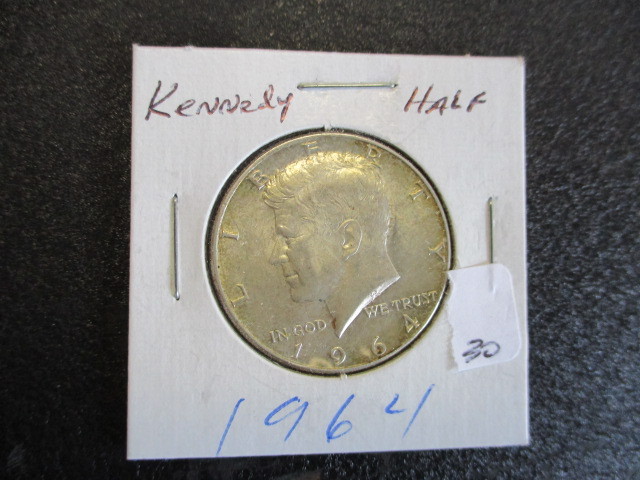 Kennedy Half
LIBERTY
IN GOD WE TRUST
1964
30
1964